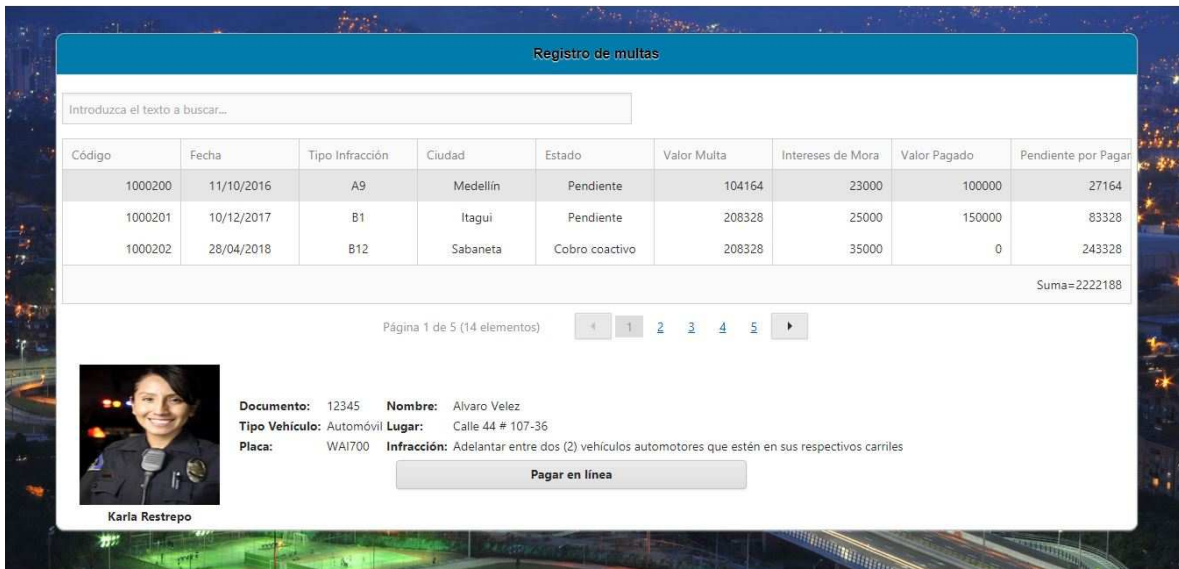 Registro de multas
Introduzca el texto a buscar...
Código Fecha Tipo Infracción Ciudad Estado Valor Multa Intereses de Mora Valor Pagado Pendiente por Pagar
1000200 11/10/2016 A9 Medellín Pendiente 104164 23000 100000 27164
1000201 10/12/2017 B1 Itagui Pendiente 208328 25000 150000 83328
1000202 28/04/2018 B12 Sabaneta Cobro coactivo 208328 35000 0 243328
Suma=2222188
Página 1 de 5 (14 elementos) 1 2 3 4 5
Documento: 12345 Nombre: Alvaro Velez
Tipo Vehículo: Automóvil Lugar: Calle 44 # 107-36
Placa: WAI700 Infracción: Adelantar entre dos (2) vehículos automotores que estén en sus respectivos carriles
Pagar en línea
Karla Restrepo